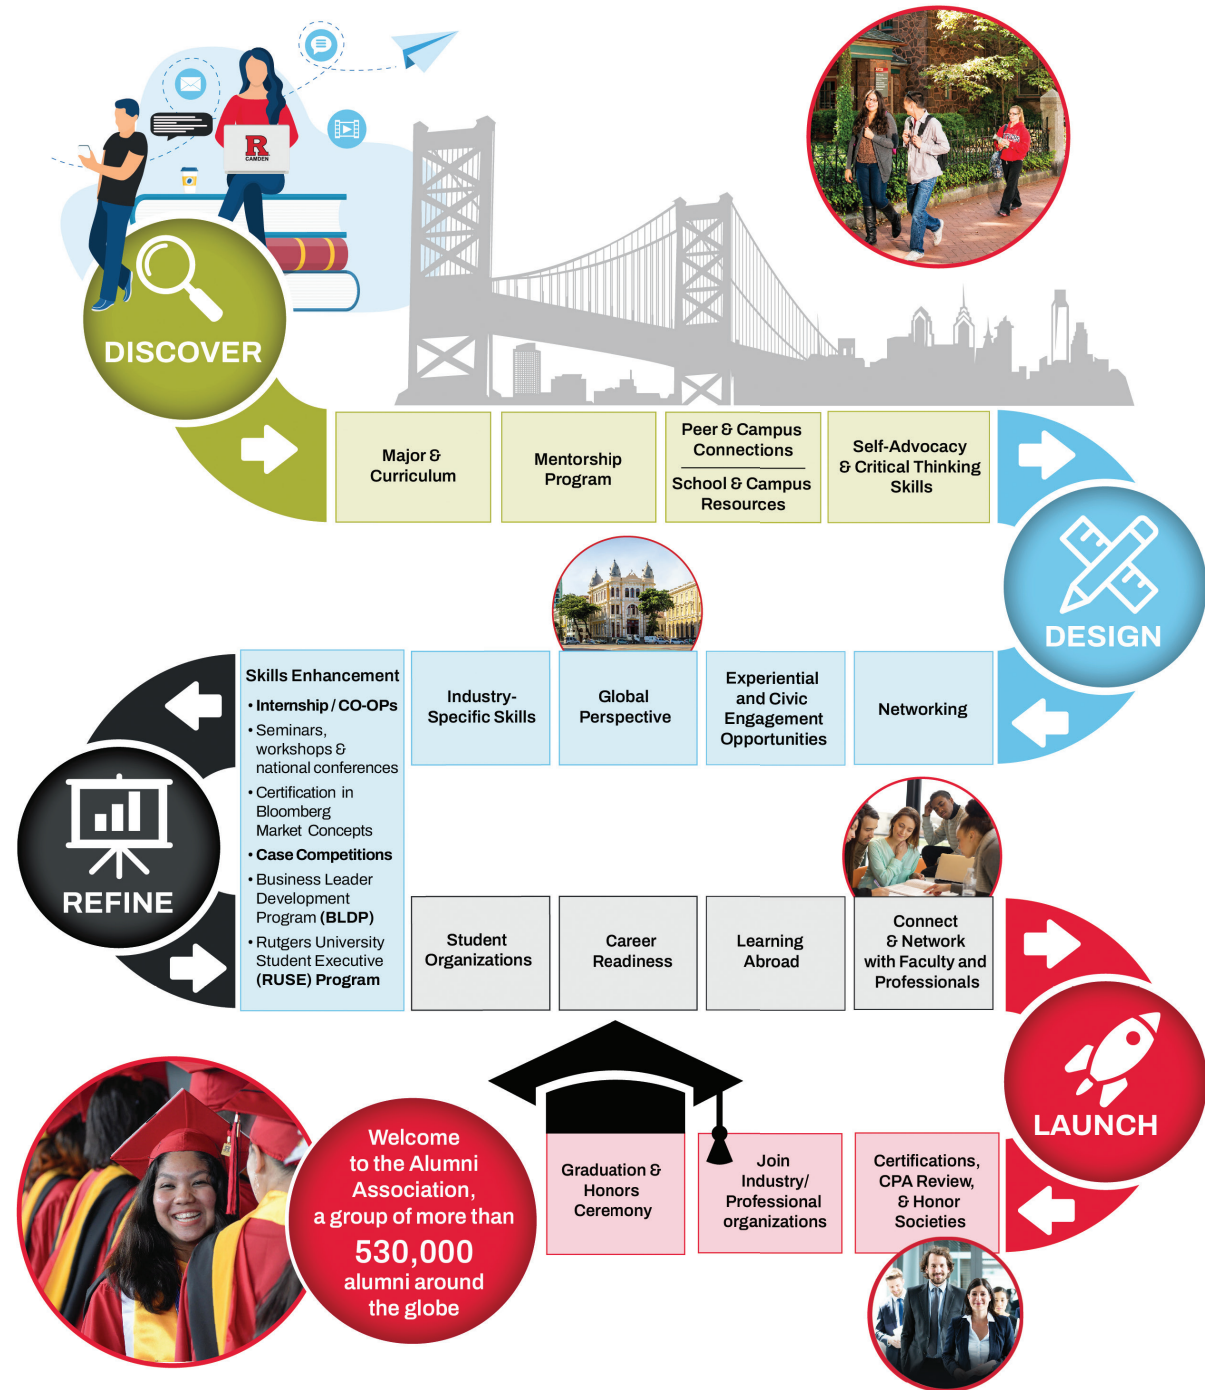 R
CAMDEN
DISCOVER
Major &
Curriculum
Mentorship
Program
Peer & Campus
Connections
School & Campus
Resources
Self-Advocacy
& Critical Thinking
Skills
DESIGN
Networking
Experiential
and Civic
Engagement
Opportunities
Global
Perspective
Industry-
Specific Skills
Skills Enhancement
• Internship / CO-OPs
• Seminars,
workshops &
national conferences
• Certification in
Bloomberg
Market Concepts
• Case Competitions
• Business Leader
Development
Program (BLDP)
• Rutgers University
Student Executive
(RUSE) Program
REFINE
Student
Organizations
Career
Readiness
Learning
Abroad
Connect
& Network
with Faculty and
Professionals
LAUNCH
Certifications,
CPA Review,
& Honor
Societies
Join
Industry/
Professional
organizations
Graduation &
Honors
Ceremony
Welcome
to the Alumni
Association,
a group of more than
530,000
alumni around
the globe